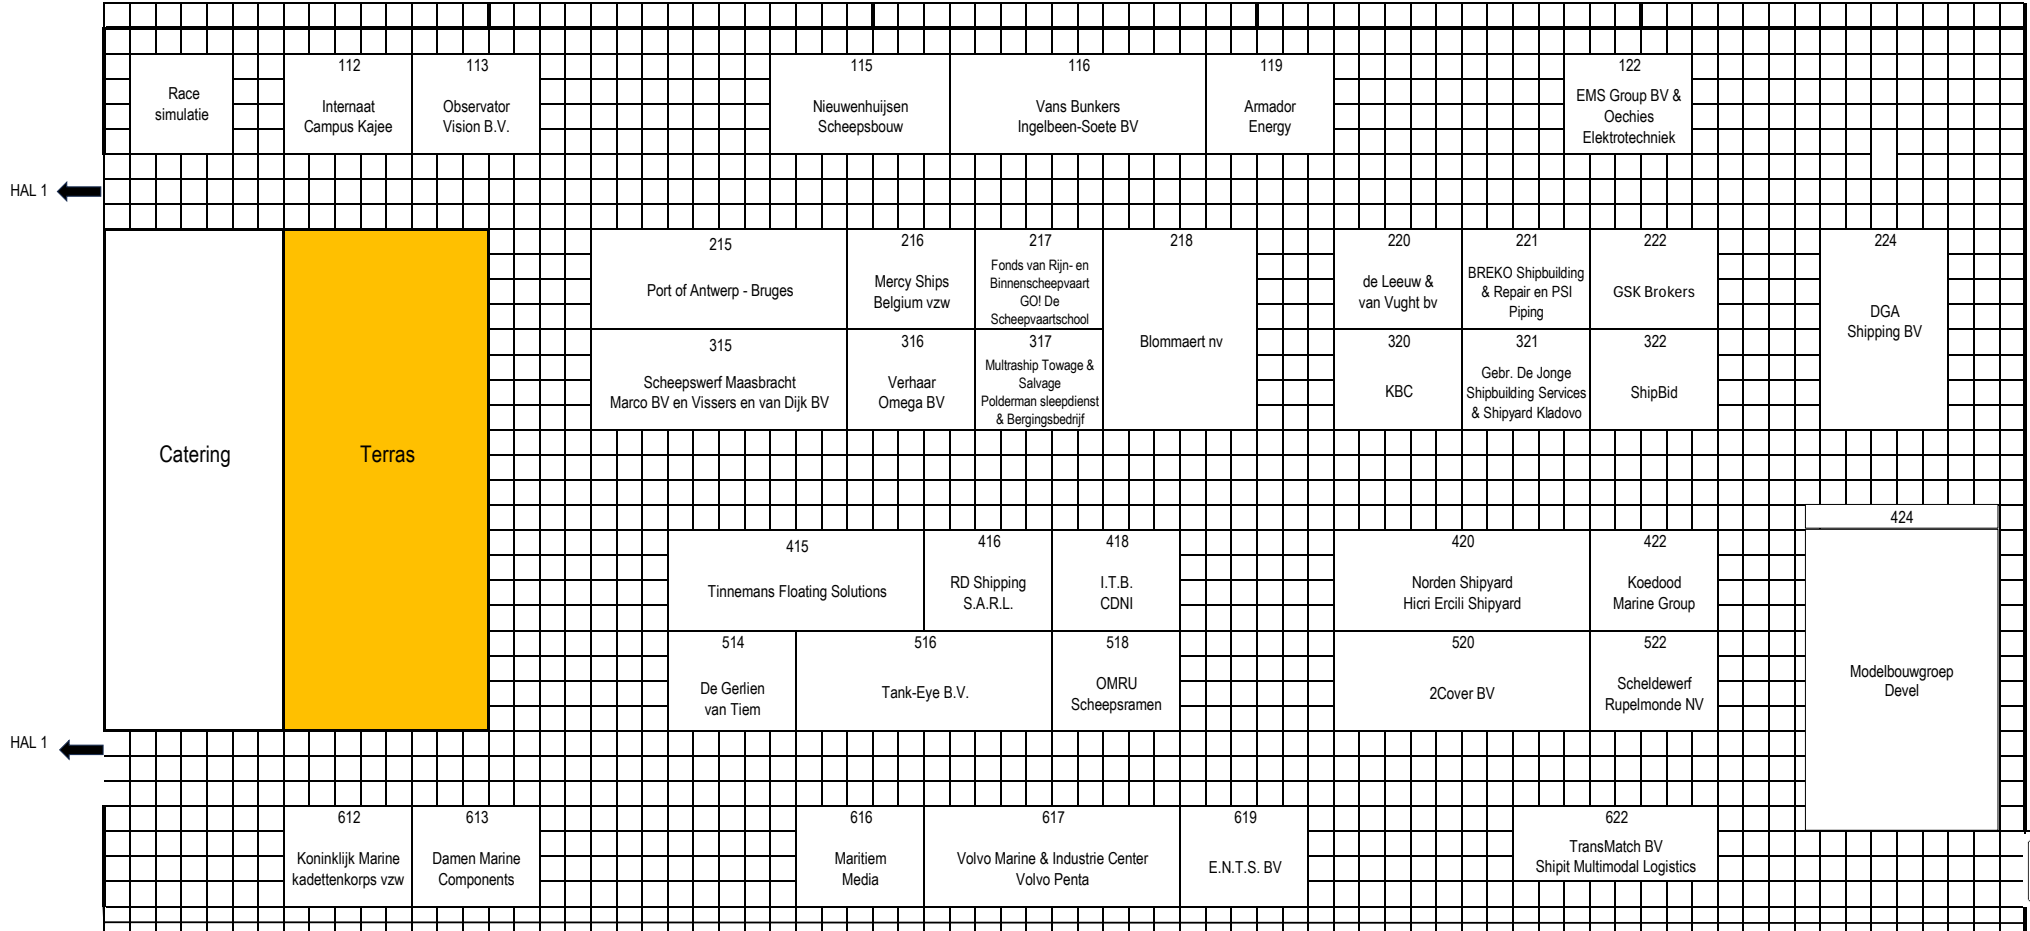 Race
simulatie
112
Internaat
Campus Kajee
113
Observator
Vision B.V.
115
Nieuwenhuijsen
Scheepsbouw
116
Vans Bunkers
Ingelbeen-Soete BV
119
Armador
Energy
122
EMS Group BV &
Oechies
Elektrotechniek
HAL 1
Catering
Terras
215
Port of Antwerp - Bruges
216
Mercy Ships
Belgium vzw
217
Fonds van Rijn- en
Binnenscheepvaart
GO! De
Scheepvaartschool
218
Blommaert nv
220
de Leeuw &
van Vught bv
221
BREKO Shipbuilding
& Repair en PSI
Piping
222
GSK Brokers
224
DGA
Shipping BV
315
Scheepswerf Maasbracht
Marco BV en Vissers en van Dijk BV
316
Verhaar
Omega BV
317
Multraship Towage &
Salvage
Polderman sleepdienst
& Bergingsbedrijf
320
KBC
321
Gebr. De Jonge
Shipbuilding Services
& Shipyard Kladovo
322
ShipBid
415
Tinnemans Floating Solutions
416
RD Shipping
S.A.R.L.
418
I.T.B.
CDNI
420
Norden Shipyard
Hicri Ercili Shipyard
422
Koedood
Marine Group
424
Modelbouwgroep
Devel
514
De Gerlien
van Tiem
516
Tank-Eye B.V.
518
OMRU
Scheepsramen
520
2Cover BV
522
Scheldewerf
Rupelmonde NV
HAL 1
612
Koninklijk Marine
kadettenkorps vzw
613
Damen Marine
Components
616
Maritiem
Media
617
Volvo Marine & Industrie Center
Volvo Penta
619
E.N.T.S. BV
622
TransMatch BV
Shipit Multimodal Logistics